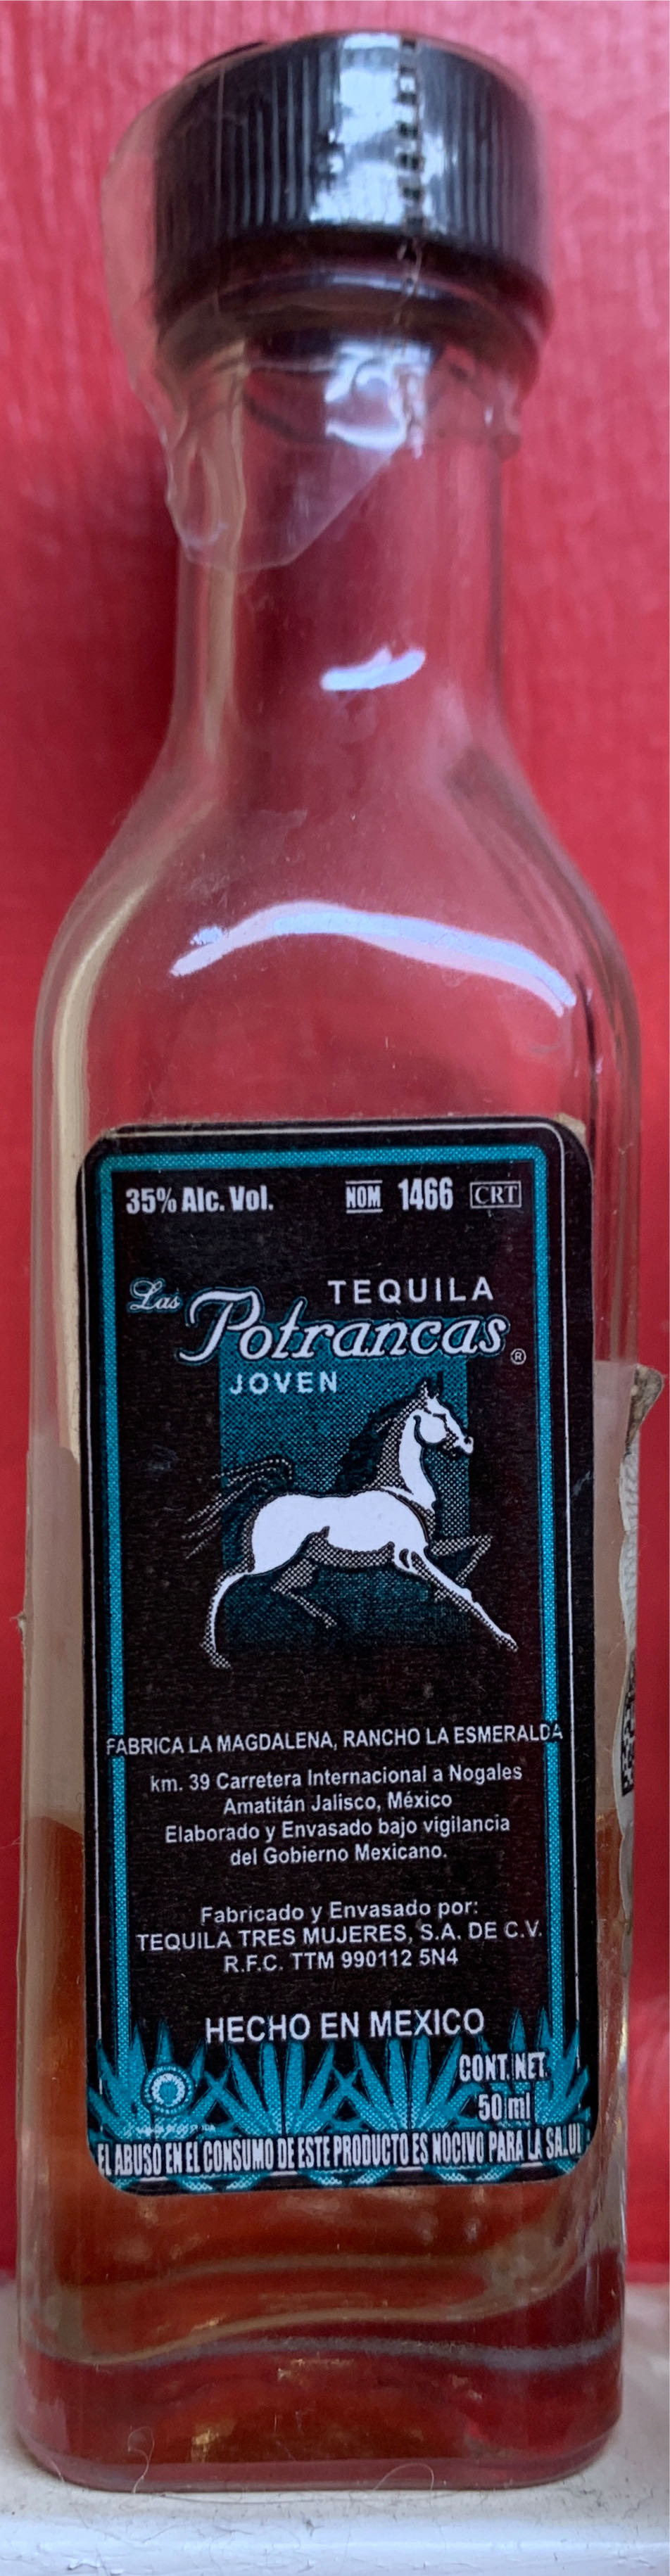 35% Alc. Vol. NOM 1466 CRT
TEQUILA
Las Potrancas ®
JOVEN
FABRICA LA MAGDALENA, RANCHO LA ESMERALDA
km. 39 Carretera Internacional a Nogales
Amatitán Jalisco, México
Elaborado y Envasado bajo vigilancia
del Gobierno Mexicano.
Fabricado y Envasado por:
TEQUILA TRES MUJERES, S.A. DE C.V.
R.F.C. TTM 990112 5N4
HECHO EN MEXICO
CONT. NET.
50 ml
EL ABUSO EN EL CONSUMO DE ESTE PRODUCTO ES NOCIVO PARA LA SALUD